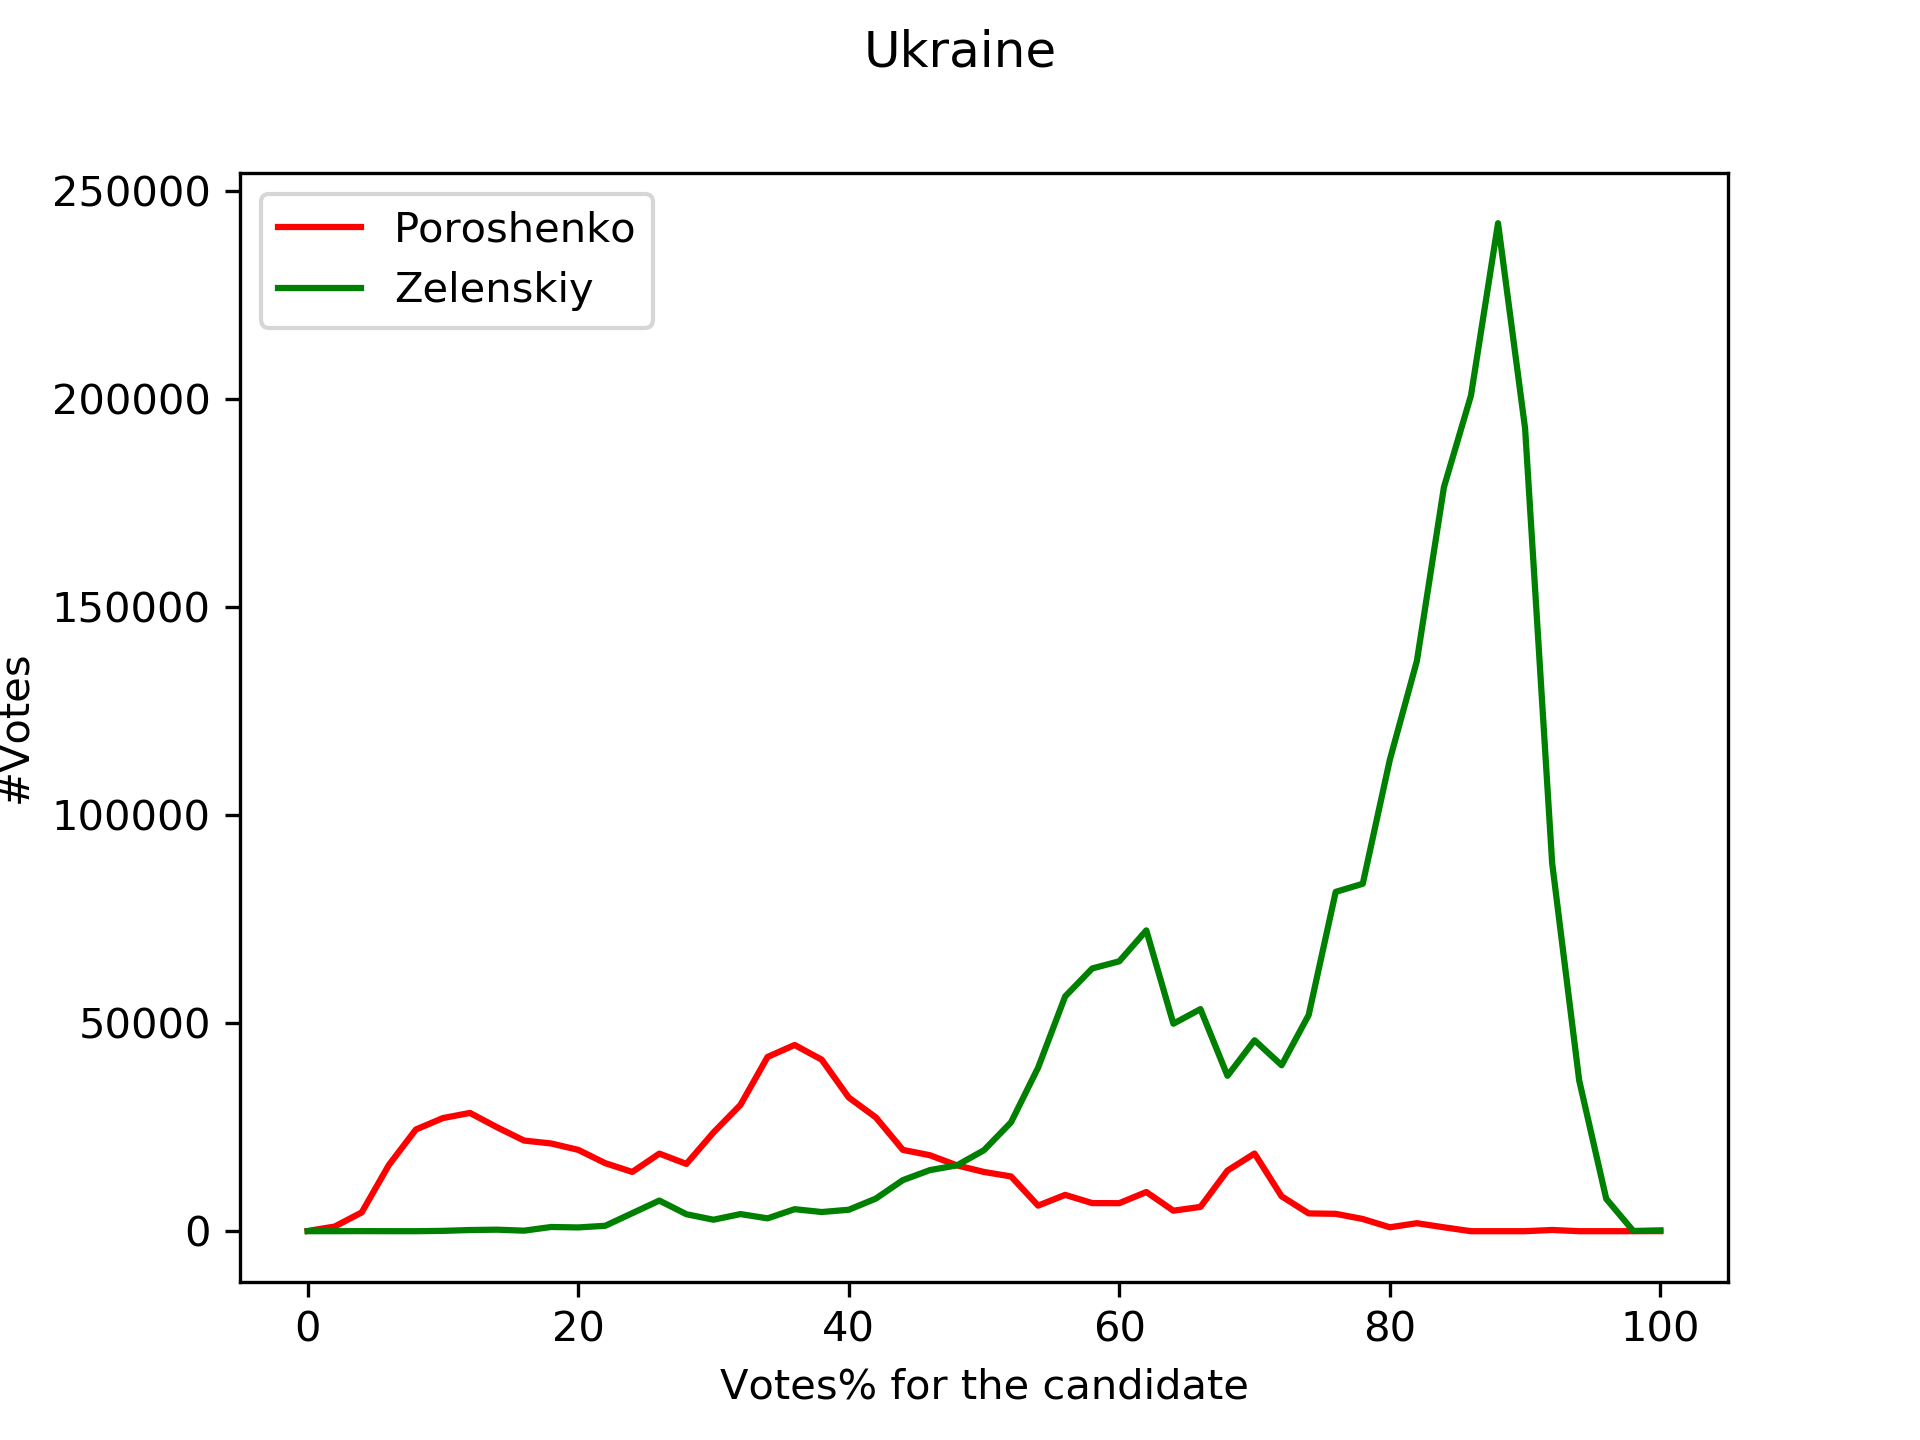 Ukraine
250000
200000
150000
100000
50000
0
#Votes
Poroshenko
Zelenskiy
0 20 40 60 80 100
Votes% for the candidate